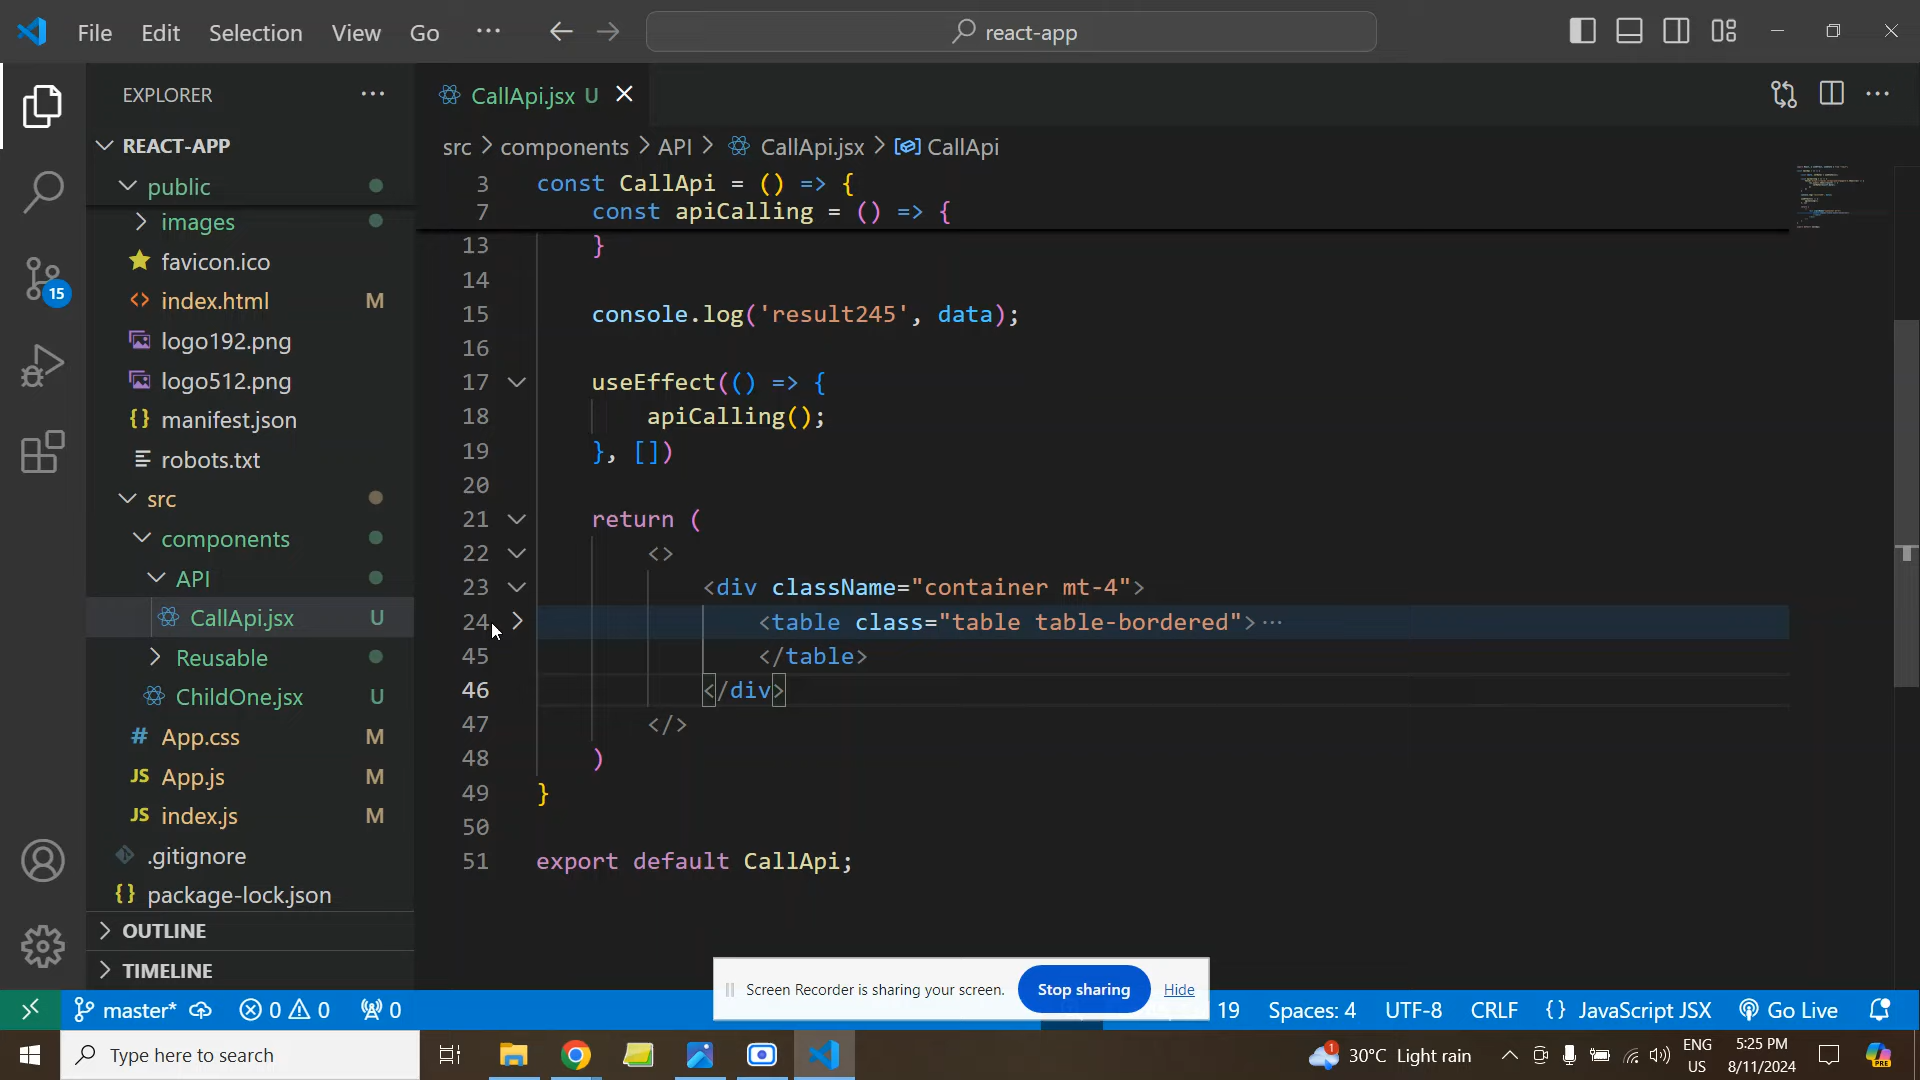 File Edit Selection View Go ··· react-app
EXPLORER ···
REACT-APP
public
images
favicon.ico
index.html M
logo192.png
logo512.png
manifest.json
robots.txt
src
components
API
CallApi.jsx U
Reusable
ChildOne.jsx U
App.css M
App.js M
index.js M
.gitignore
package-lock.json
OUTLINE
TIMELINE
15
CallApi.jsx U
src > components > API > CallApi.jsx > CallApi
3 const CallApi = () => {
7 const apiCalling = () => {
13 }
14
15 console.log('result245', data);
16
17 useEffect(() => {
18 apiCalling();
19 }, [])
20
21 return (
22 <>
23 <div className="container mt-4">
24 <table class="table table-bordered">···
45 </table>
46 </div>
47 </>
48 )
49 }
50
51 export default CallApi;
Screen Recorder is sharing your screen. Stop sharing Hide
master* 0 0 0 19 Spaces: 4 UTF-8 CRLF {} JavaScript JSX Go Live
Type here to search 1 30°C Light rain ENG US 5:25 PM 8/11/2024 PRE